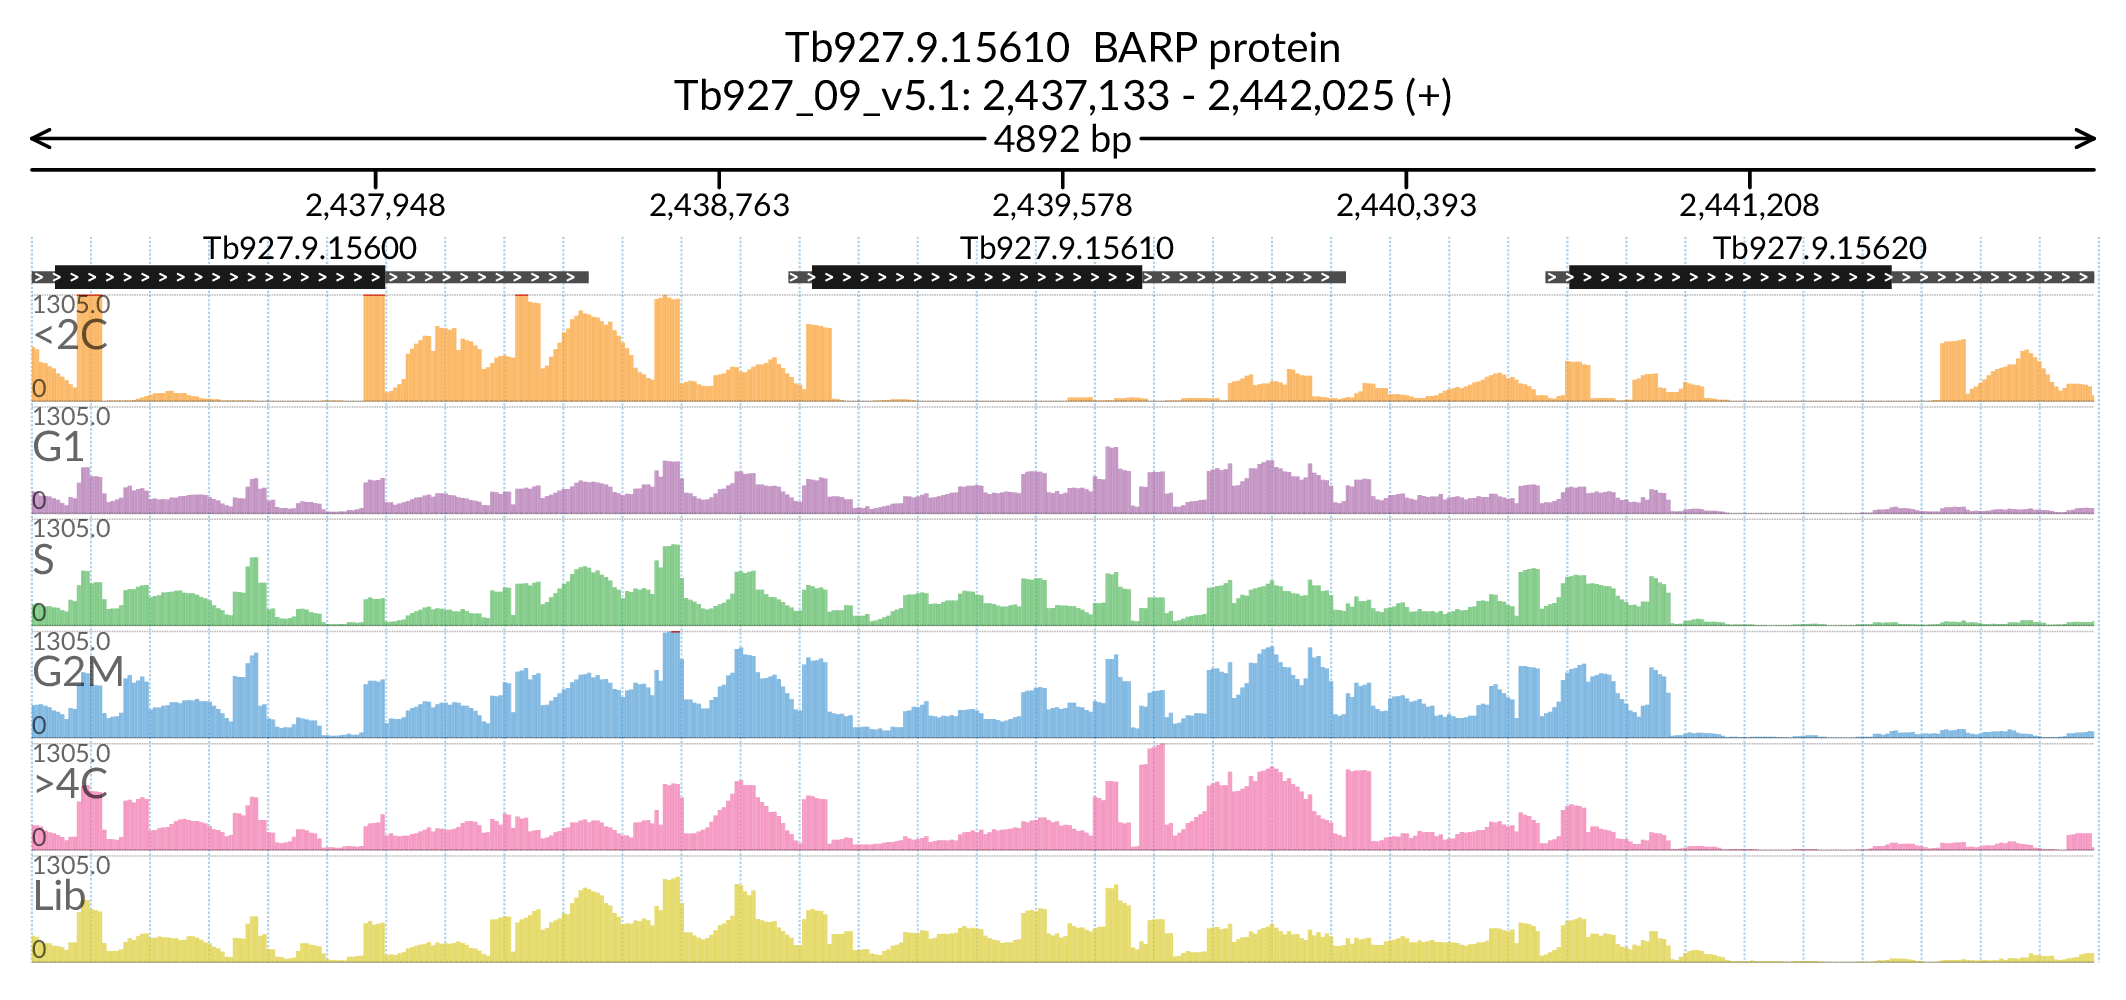 Tb927.9.15610 BARP protein
Tb927_09_v5.1: 2,437,133 - 2,442,025 (+)
4892 bp
2,437,948 2,438,763 2,439,578 2,440,393 2,441,208
Tb927.9.15600 Tb927.9.15610 Tb927.9.15620
1305.0
<2C
0
1305.0
G1
0
1305.0
S
0
1305.0
G2M
0
1305.0
>4C
0
1305.0
Lib
0